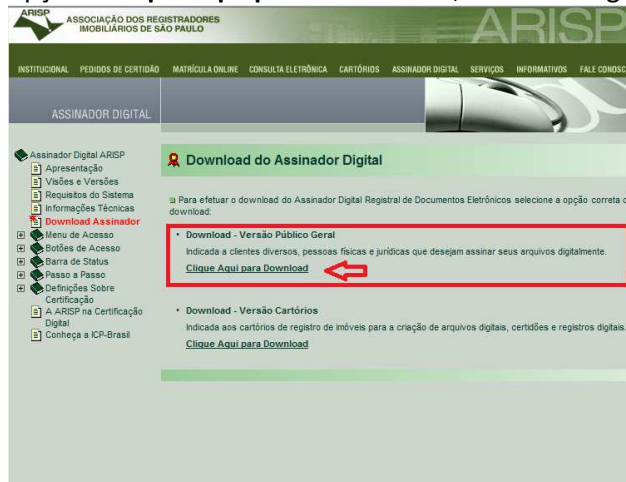 ARISP
ASSOCIAÇÃO DOS REGISTRADORES
IMOBILIÁRIOS DE SÃO PAULO
ARISP
INSTITUCIONAL PEDIDOS DE CERTIDÃO MATRÍCULA ONLINE CONSULTA ELETRÔNICA CARTÓRIOS ASSINADOR DIGITAL SERVIÇOS INFORMATIVOS FALE CONOSC
ASSINADOR DIGITAL
Assinador Digital ARISP
Apresentação
Visões e Versões
Requisitos do Sistema
Informações Técnicas
Download Assinador
Menu de Acesso
Botões de Acesso
Barra de Status
Passo a Passo
Definições Sobre
Certificação
A ARISP na Certificação
Digital
Conheça a ICP-Brasil
Download do Assinador Digital
Para efetuar o download do Assinador Digital Registral de Documentos Eletrônicos selecione a opção correta
download:
• Download - Versão Público Geral
Indicada a clientes diversos, pessoas físicas e jurídicas que desejam assinar seus arquivos digitalmente.
Clique Aqui para Download
• Download - Versão Cartórios
Indicada aos cartórios de registro de imóveis para a criação de arquivos digitais, certidões e registros digitais.
Clique Aqui para Download